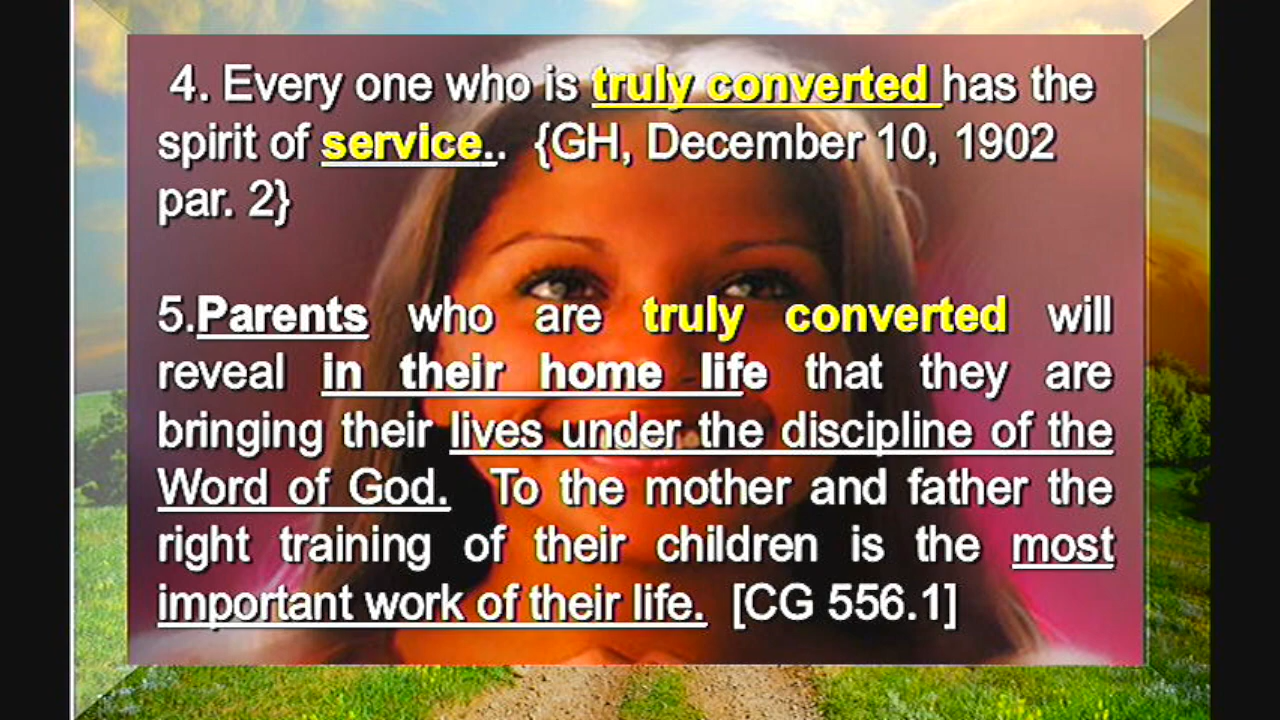 4. Every one who is truly converted has the
spirit of service.. {GH, December 10, 1902
par. 2}
5.Parents who are truly converted will
reveal in their home life that they are
bringing their lives under the discipline of the
Word of God. To the mother and father the
right training of their children is the most
important work of their life. [CG 556.1]